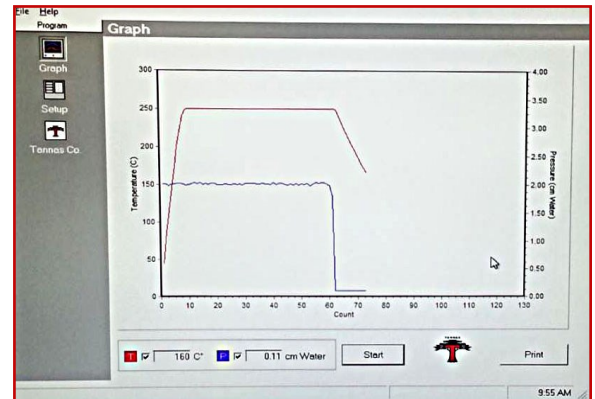 File Help
Program
Graph
Graph
Setup
Tannas Co.
300
250
200
150
100
50
0
Temperature (C)
4.00
3.50
3.00
2.50
2.00
1.50
1.00
0.50
0.00
Pressure (cm Water)
0 10 20 30 40 50 60 70 80 90 100 110 120 130
Count
T 160 C° P 0.11 cm Water Start Print
TANNAS
9:55 AM